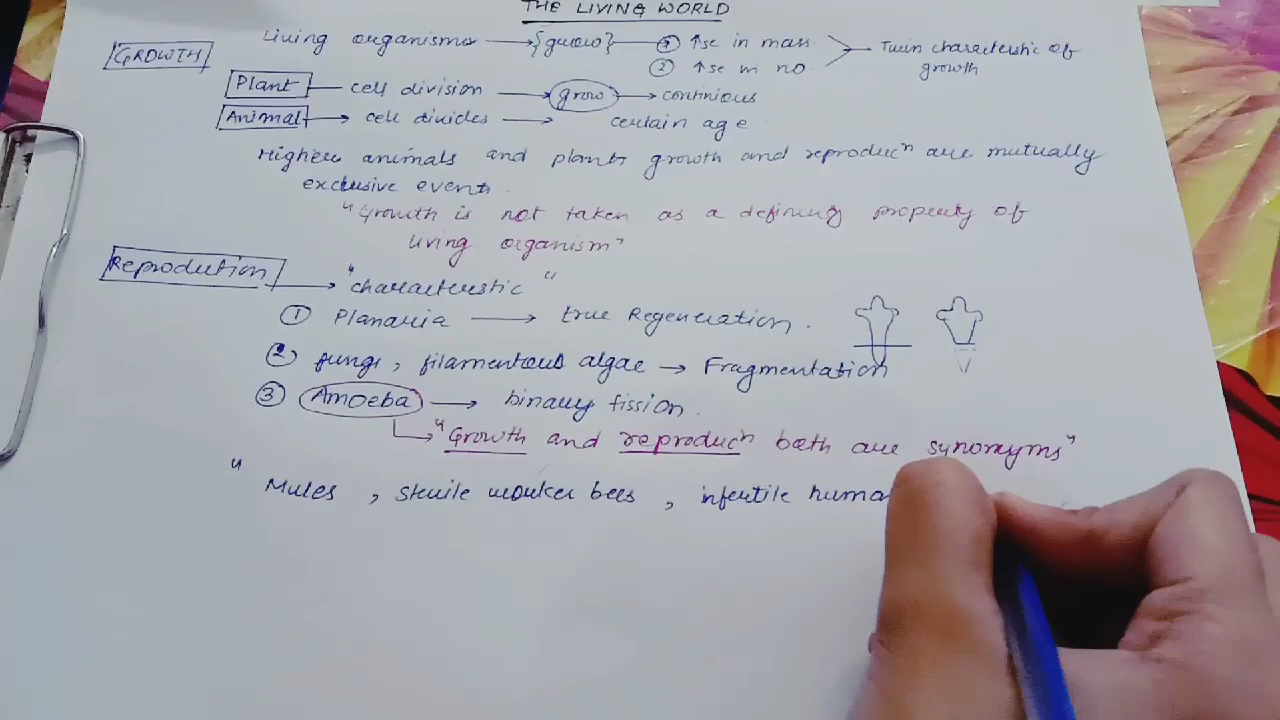 THE LIVING WORLD
GROWTH
Living organisms → {grow} → ① ↑se in mass
② ↑se in no
Twin characteristic of growth
Plant — cell division → grow → continious
Animal → cell divides → certain age
Higher animals and plants growth and reproducⁿ are mutually
exclusive events.
"Growth is not taken as a defining property of
living organism"
Reproduction → "characteristic"
① Planaria → true Regeneration.
② fungi, filamentous algae → Fragmentation
③ Amoeba → binary fission.
"Growth and reproducⁿ both are synonyms"
" Mules, sterile worker bees, infertile huma